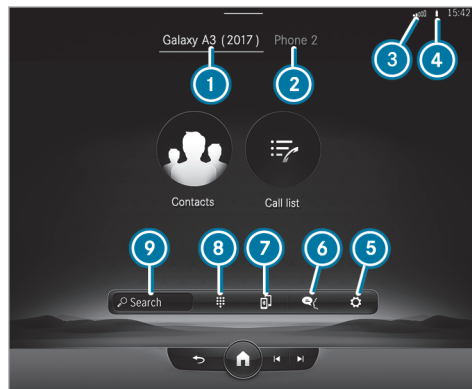 15:42
Galaxy A3 (2017) Phone 2
3 4
1 2
Contacts Call list
9 8 7 6 5
Search